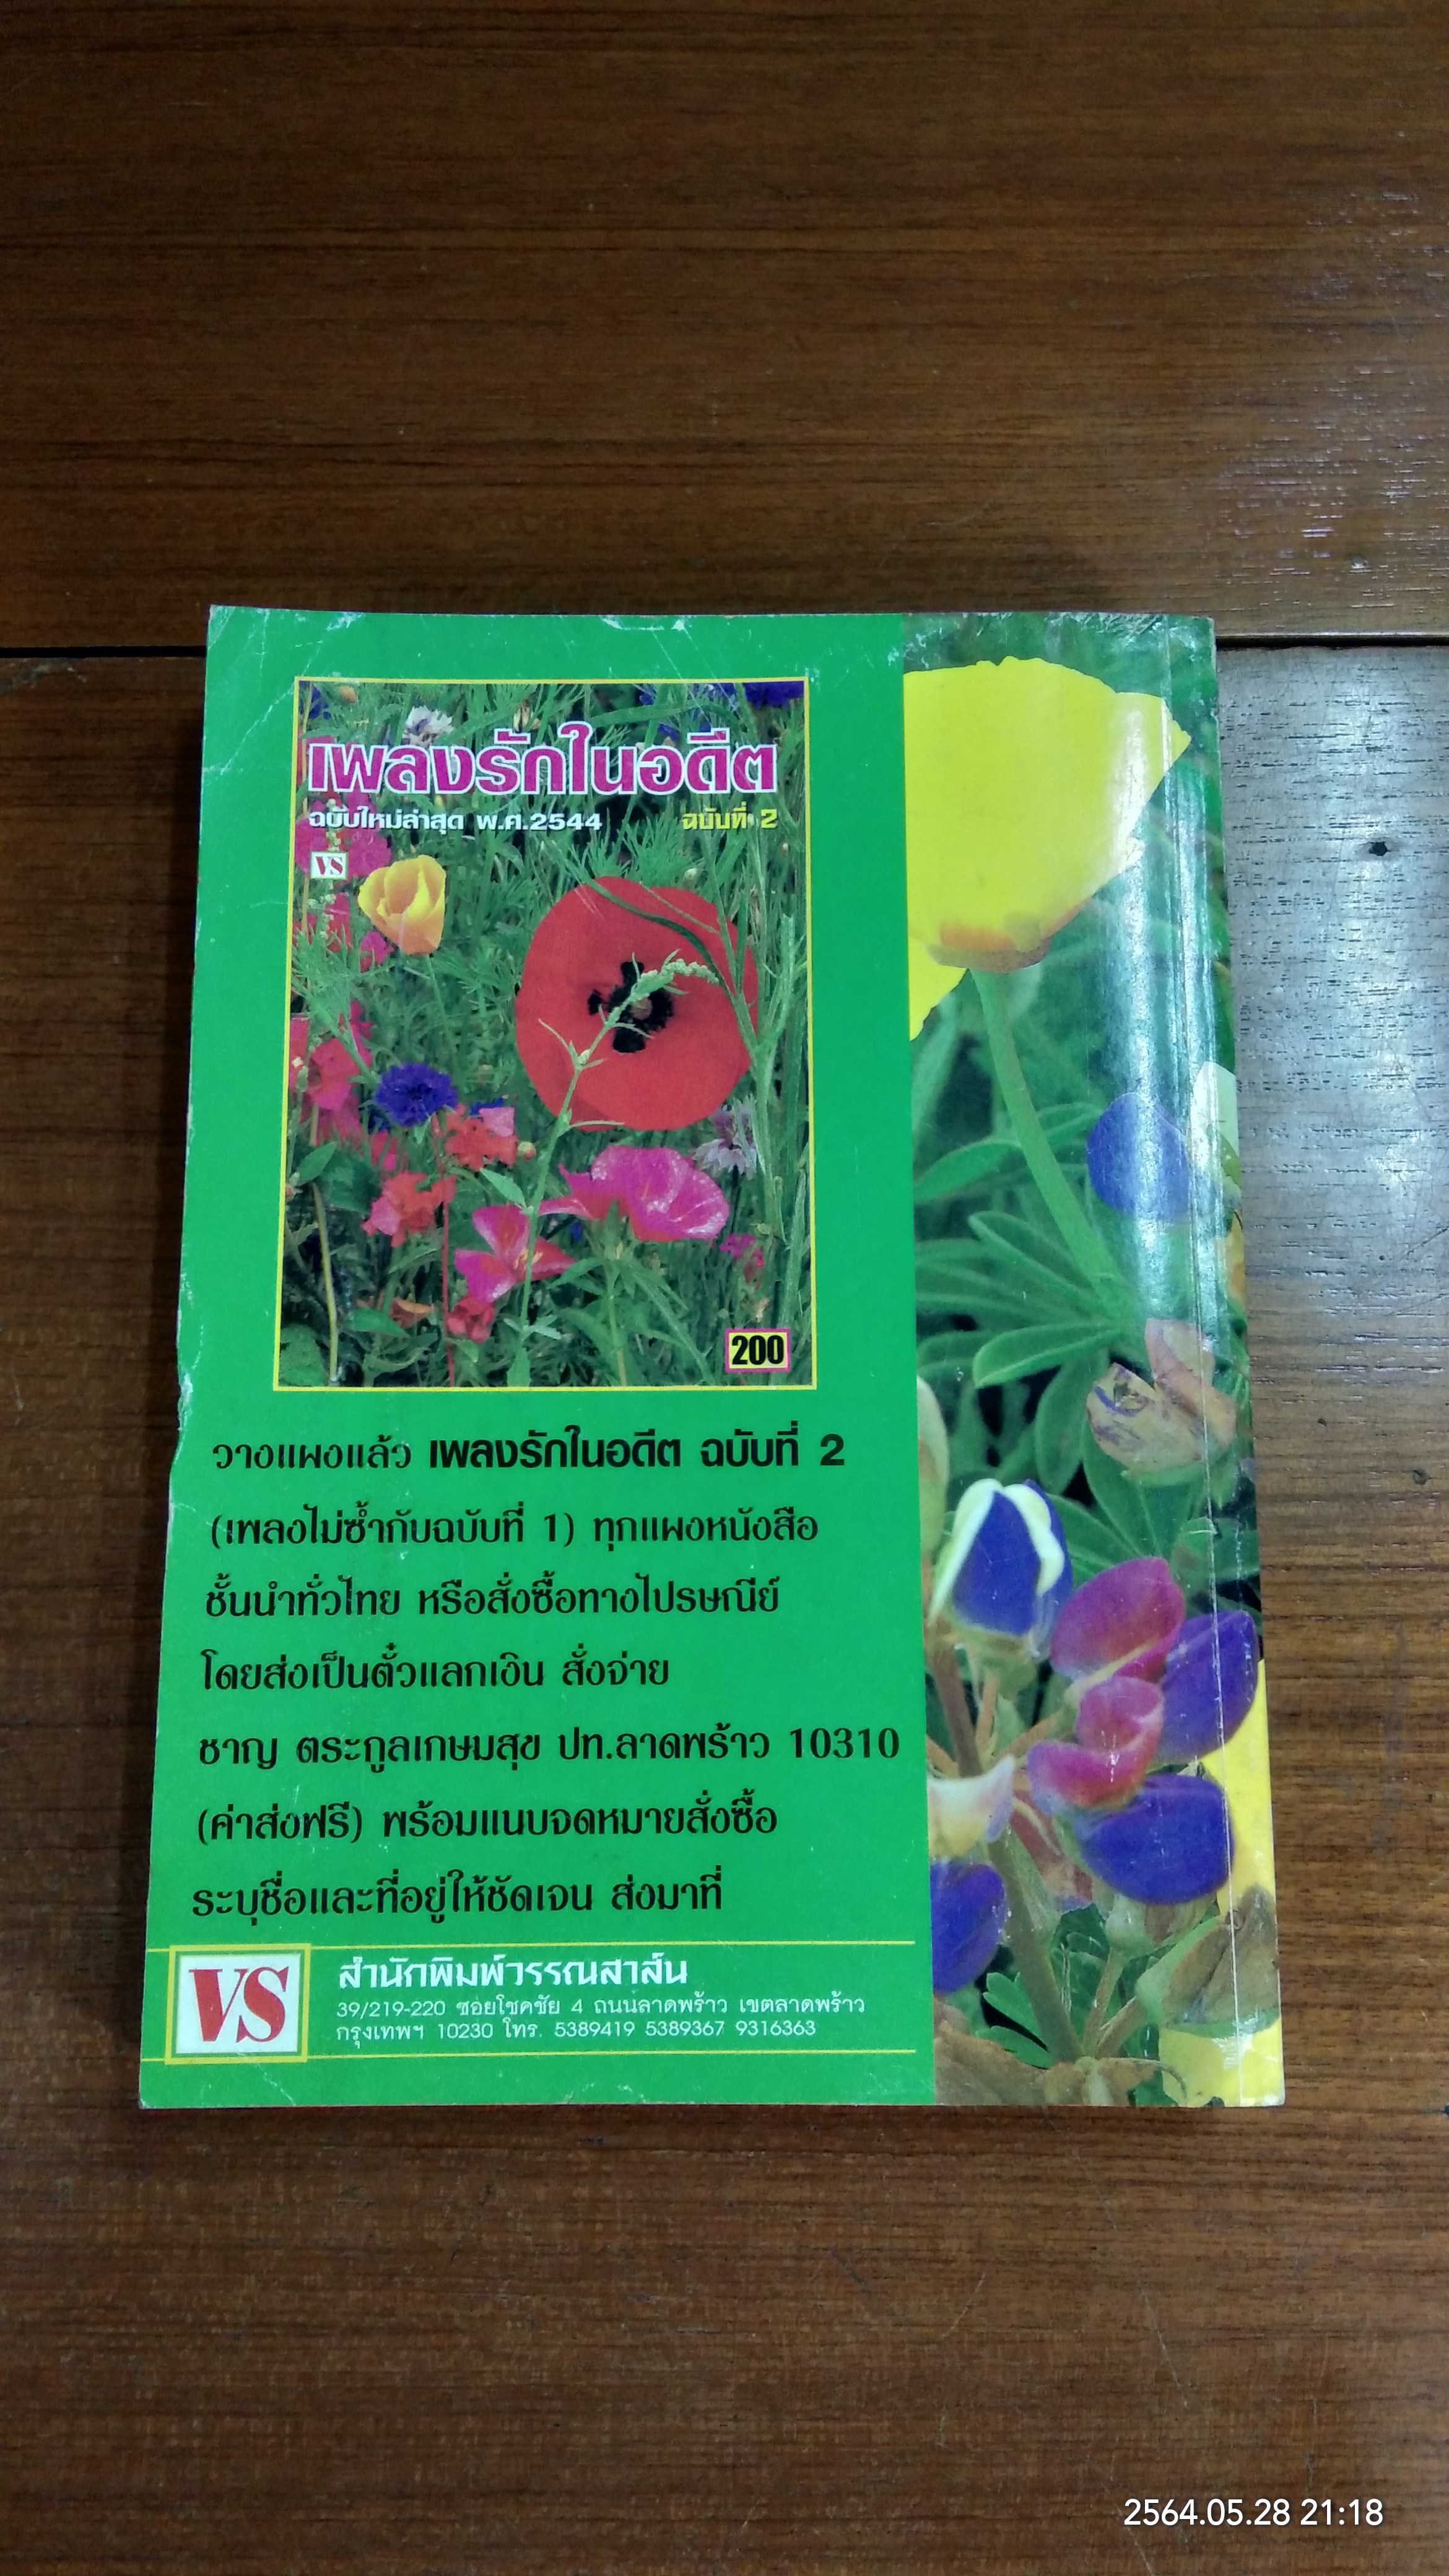 เพลงรักในอดีต
ฉบับใหม่ล่าสุด พ.ศ.2544 ฉบับที่ 2
VS
200
วางแผงแล้ว เพลงรักในอดีต ฉบับที่ 2
(เพลงไม่ซ้ำกับฉบับที่ 1) ทุกแผงหนังสือ
ชั้นนำทั่วไทย หรือสั่งซื้อทางไปรษณีย์
โดยส่งเป็นตั๋วแลกเงิน สั่งจ่าย
ชาญ ตระกูลเกษมสุข ปท.ลาดพร้าว 10310
(ค่าส่งฟรี) พร้อมแนบจดหมายสั่งซื้อ
ระบุชื่อและที่อยู่ให้ชัดเจน ส่งมาที่
VS
สำนักพิมพ์วรรณสาส์น
39/219-220 ซอยโชคชัย 4 ถนนลาดพร้าว เขตลาดพร้าว
กรุงเทพฯ 10230 โทร. 5389419 5389367 9316363
2564.05.28 21:18